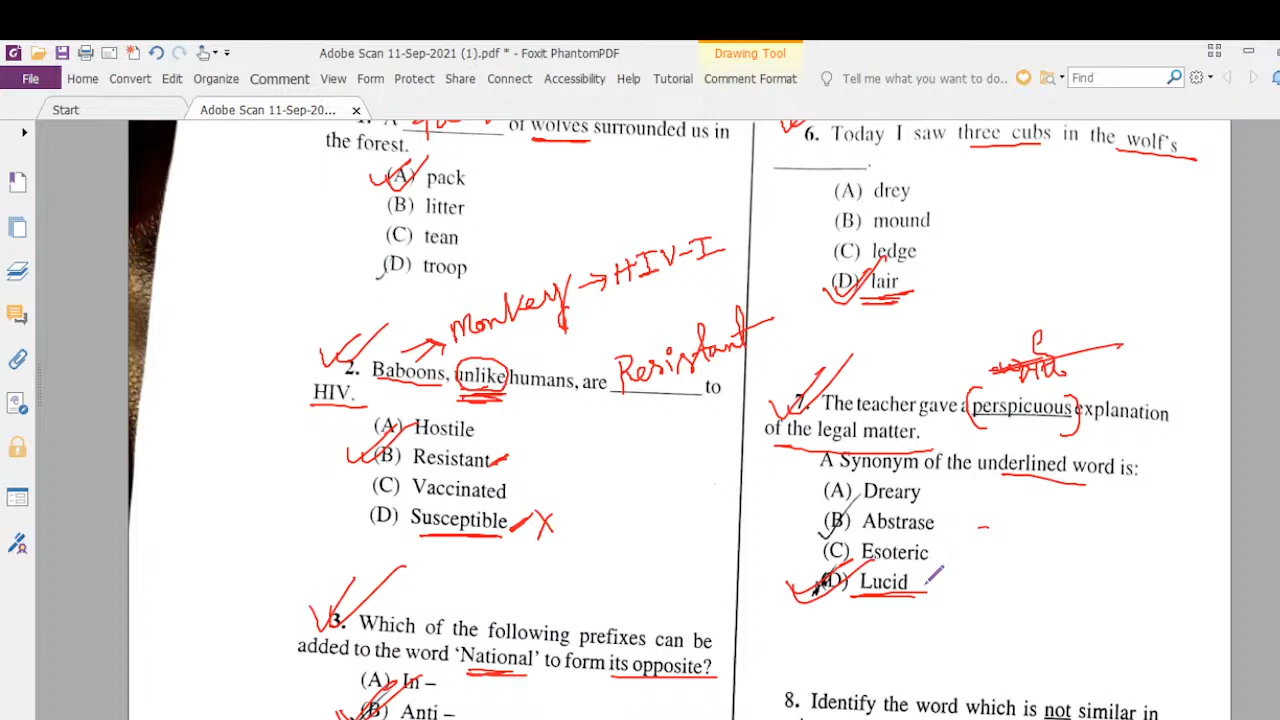 Adobe Scan 11-Sep-2021 (1).pdf * - Foxit PhantomPDF
Drawing Tool
File
Home
Convert
Edit
Organize
Comment
View
Form
Protect
Share
Connect
Accessibility
Help
Tutorial
Comment Format
Tell me what you want to do..
Find
Start
Adobe Scan 11-Sep-20...
of wolves surrounded us in
the forest.
(A) pack
(B) litter
(C) tean
(D) troop
Monkey → HIV-I
Resistant
2. Baboons, unlike humans, are __________ to
HIV.
(A) Hostile
(B) Resistant
(C) Vaccinated
(D) Susceptible X
3. Which of the following prefixes can be
added to the word ‘National’ to form its opposite?
(A) In –
(B) Anti –
6. Today I saw three cubs in the wolf's
__________.
(A) drey
(B) mound
(C) ledge
(D) lair
7. The teacher gave a (perspicuous) explanation
of the legal matter.
A Synonym of the underlined word is:
(A) Dreary
(B) Abstrase
(C) Esoteric
(D) Lucid
8. Identify the word which is not similar in